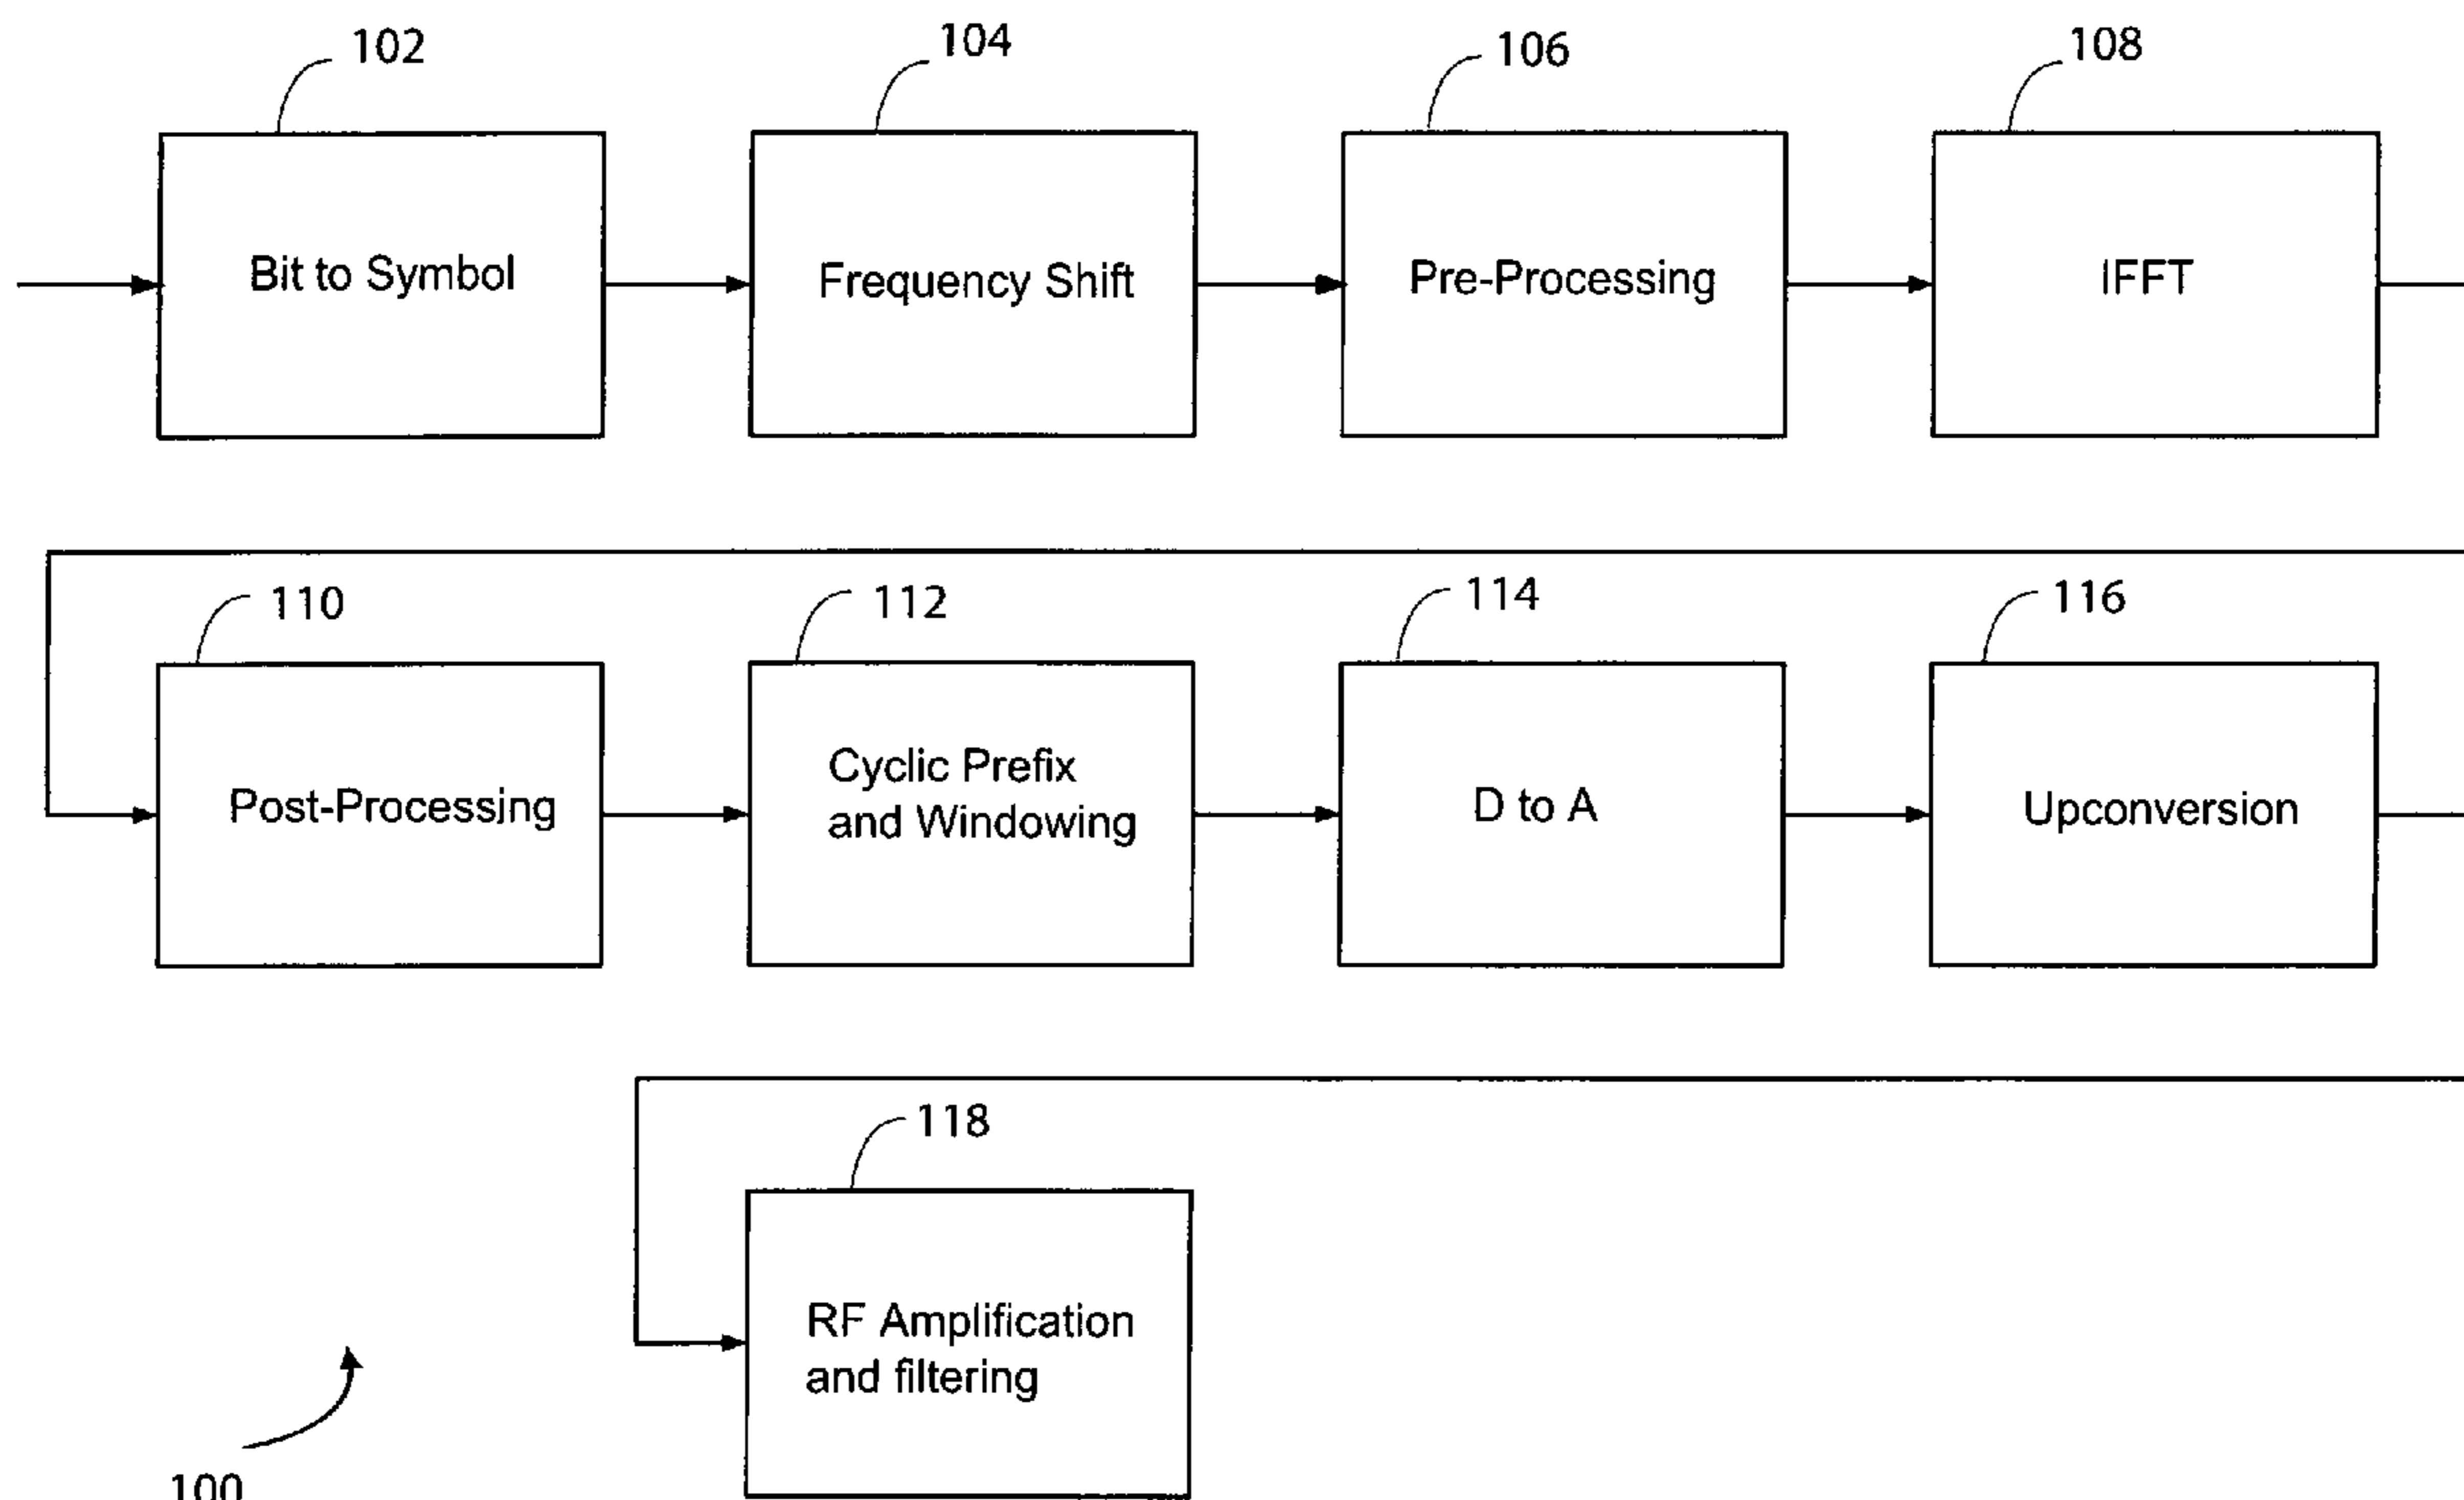 102
104
106
108
Bit to Symbol
Frequency Shift
Pre-Processing
IFFT
110
112
114
116
Post-Processing
Cyclic Prefix
and Windowing
D to A
Upconversion
118
RF Amplification
and filtering
100